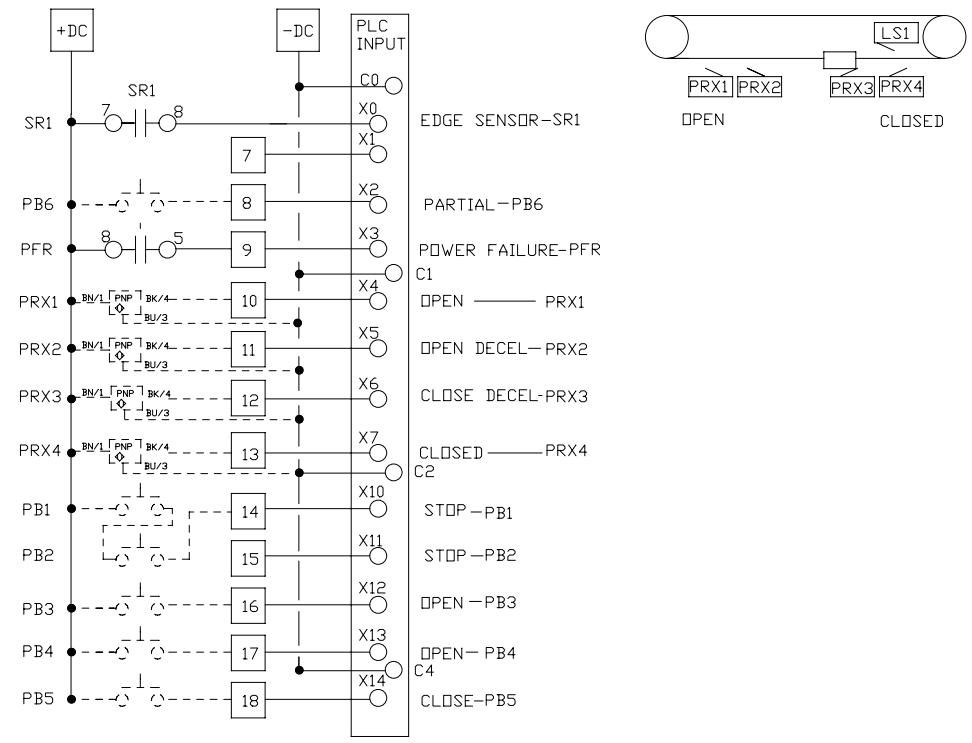 +DC
-DC
PLC
INPUT
C0
SR1
SR1 7 8 X0 EDGE SENSOR-SR1
7 X1
PB6 8 X2 PARTIAL-PB6
PFR 8 5 9 X3 POWER FAILURE-PFR
C1
PRX1 BN/1 PNP BK/4 10 X4 OPEN PRX1
BU/3
PRX2 BN/1 PNP BK/4 11 X5 OPEN DECEL-PRX2
BU/3
PRX3 BN/1 PNP BK/4 12 X6 CLOSE DECEL-PRX3
BU/3
PRX4 BN/1 PNP BK/4 13 X7 CLOSED PRX4
BU/3
C2
PB1 14 X10 STOP-PB1
PB2 15 X11 STOP-PB2
PB3 16 X12 OPEN-PB3
PB4 17 X13 OPEN-PB4
C4
PB5 18 X14 CLOSE-PB5
LS1
PRX1 PRX2 PRX3 PRX4
OPEN CLOSED